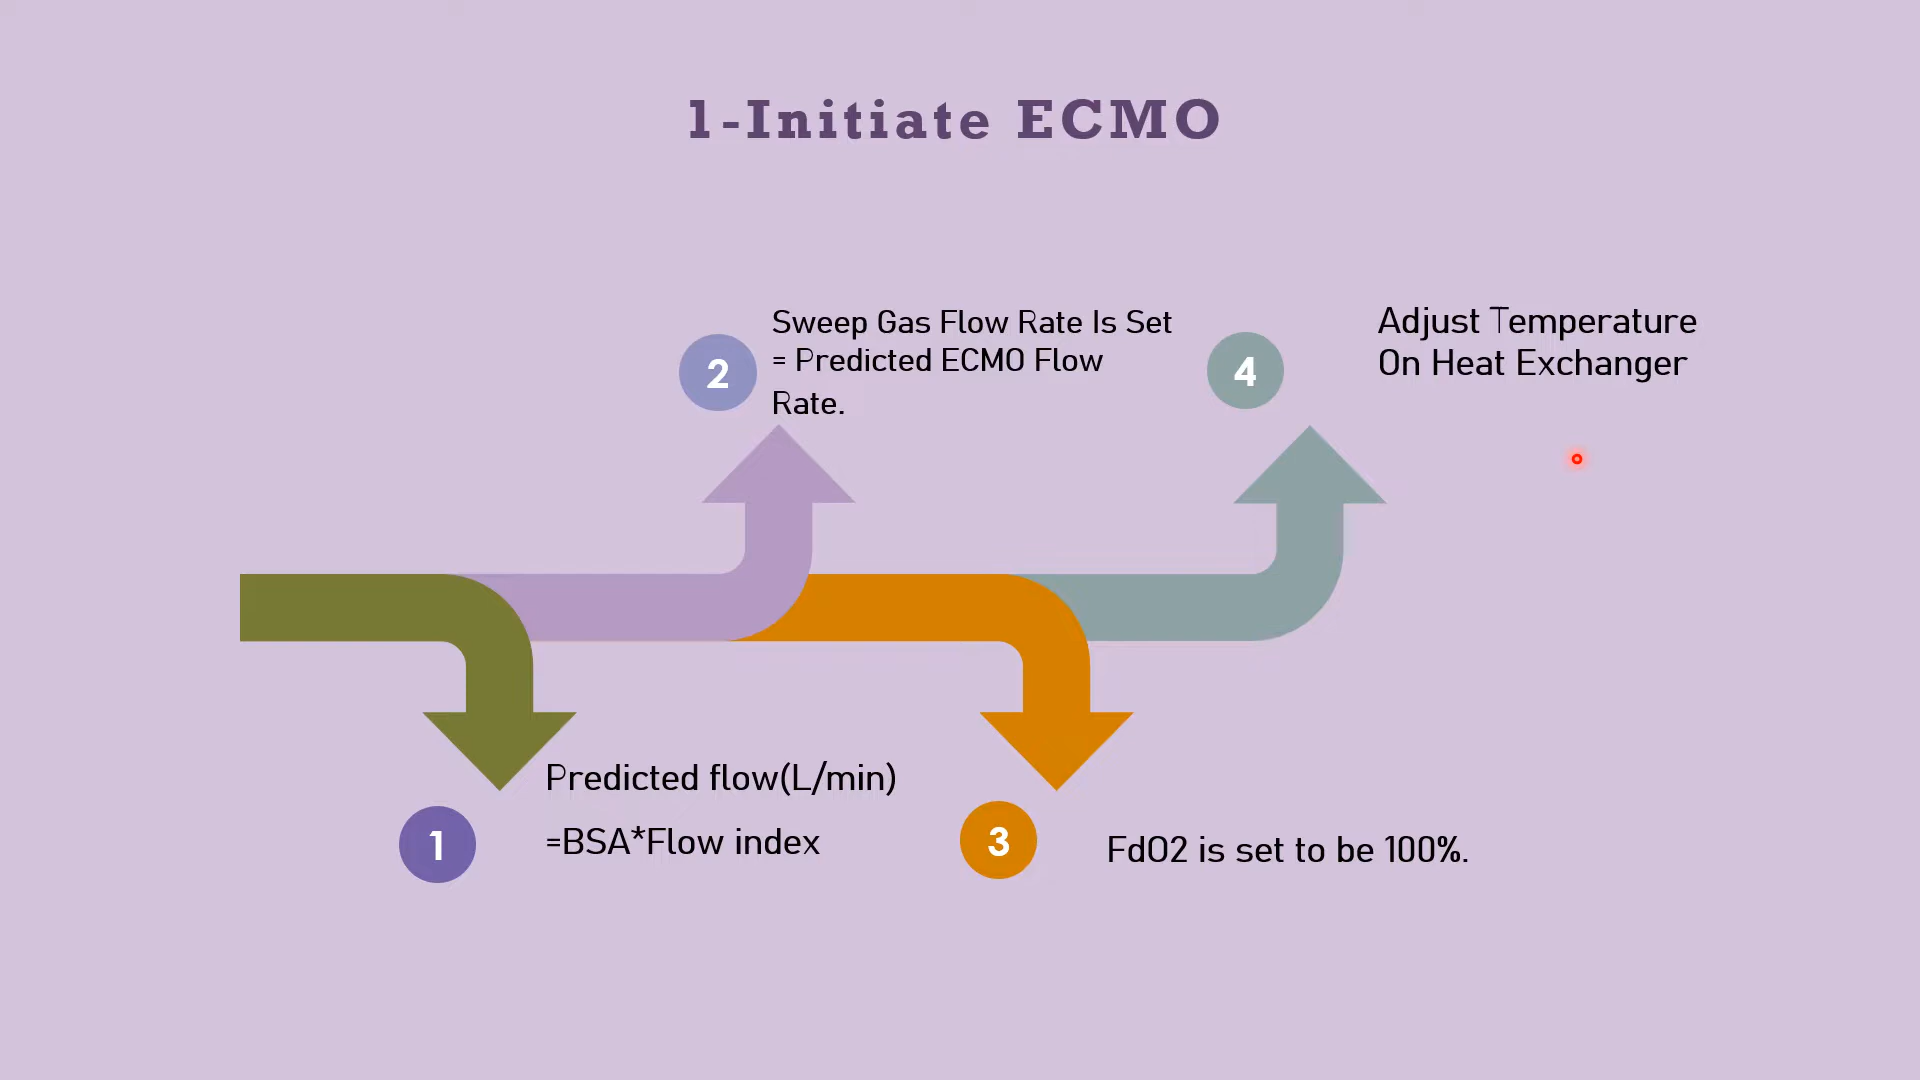 1-Initiate ECMO
1
Predicted flow(L/min)
=BSA*Flow index
2
Sweep Gas Flow Rate Is Set
= Predicted ECMO Flow
Rate.
3
FdO2 is set to be 100%.
4
Adjust Temperature
On Heat Exchanger